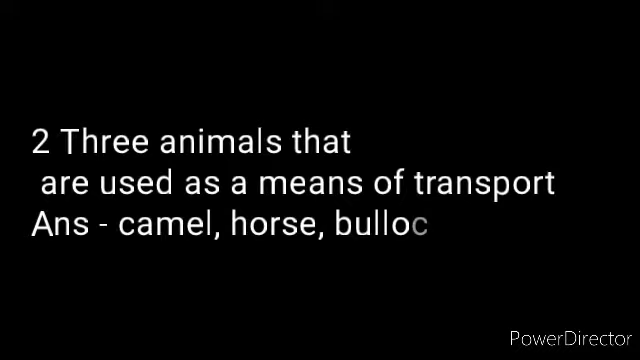 2 Three animals that
are used as a means of transport
Ans - camel, horse, bulloc
PowerDirector